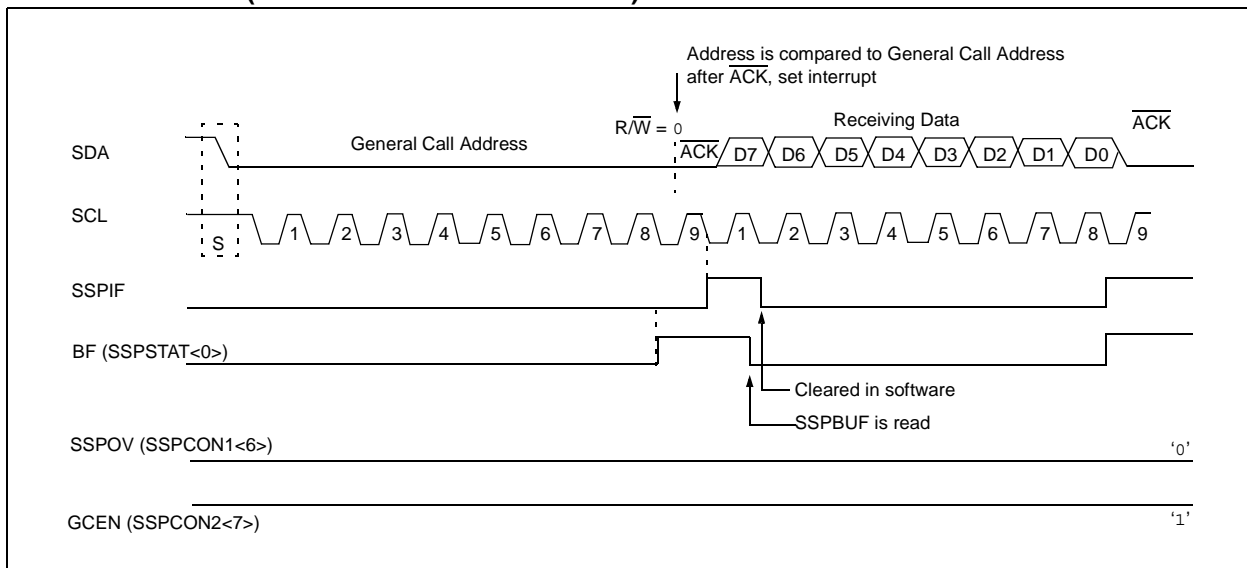 Address is compared to General Call Address
after ACK, set interrupt
R/W = 0
Receiving Data
ACK
General Call Address
SDA
ACK
D7 D6 D5 D4 D3 D2 D1 D0
SCL
S
1 2 3 4 5 6 7 8 9 1 2 3 4 5 6 7 8 9
SSPIF
BF (SSPSTAT<0>)
Cleared in software
SSPBUF is read
SSPOV (SSPCON1<6>)
‘0’
GCEN (SSPCON2<7>)
‘1’